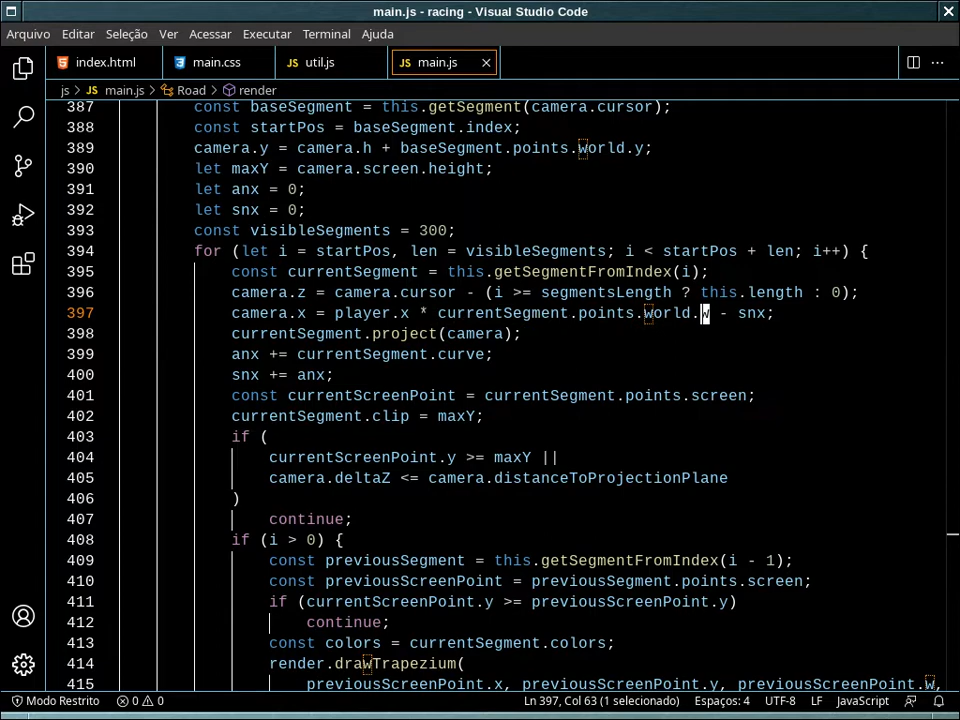 main.js - racing - Visual Studio Code
Arquivo Editar Seleção Ver Acessar Executar Terminal Ajuda
index.html main.css JS util.js JS main.js
js > JS main.js > Road > render
387 const baseSegment = this.getSegment(camera.cursor);
388 const startPos = baseSegment.index;
389 camera.y = camera.h + baseSegment.points.world.y;
390 let maxY = camera.screen.height;
391 let anx = 0;
392 let snx = 0;
393 const visibleSegments = 300;
394 for (let i = startPos, len = visibleSegments; i < startPos + len; i++) {
395 const currentSegment = this.getSegmentFromIndex(i);
396 camera.z = camera.cursor - (i >= segmentsLength ? this.length : 0);
397 camera.x = player.x * currentSegment.points.world.w - snx;
398 currentSegment.project(camera);
399 anx += currentSegment.curve;
400 snx += anx;
401 const currentScreenPoint = currentSegment.points.screen;
402 currentSegment.clip = maxY;
403 if (
404 currentScreenPoint.y >= maxY ||
405 camera.deltaZ <= camera.distanceToProjectionPlane
406 )
407 continue;
408 if (i > 0) {
409 const previousSegment = this.getSegmentFromIndex(i - 1);
410 const previousScreenPoint = previousSegment.points.screen;
411 if (currentScreenPoint.y >= previousScreenPoint.y)
412 continue;
413 const colors = currentSegment.colors;
414 render.drawTrapezium(
415 previousScreenPoint.x, previousScreenPoint.y, previousScreenPoint.w,
Modo Restrito 0 0 Ln 397, Col 63 (1 selecionado) Espaços: 4 UTF-8 LF JavaScript